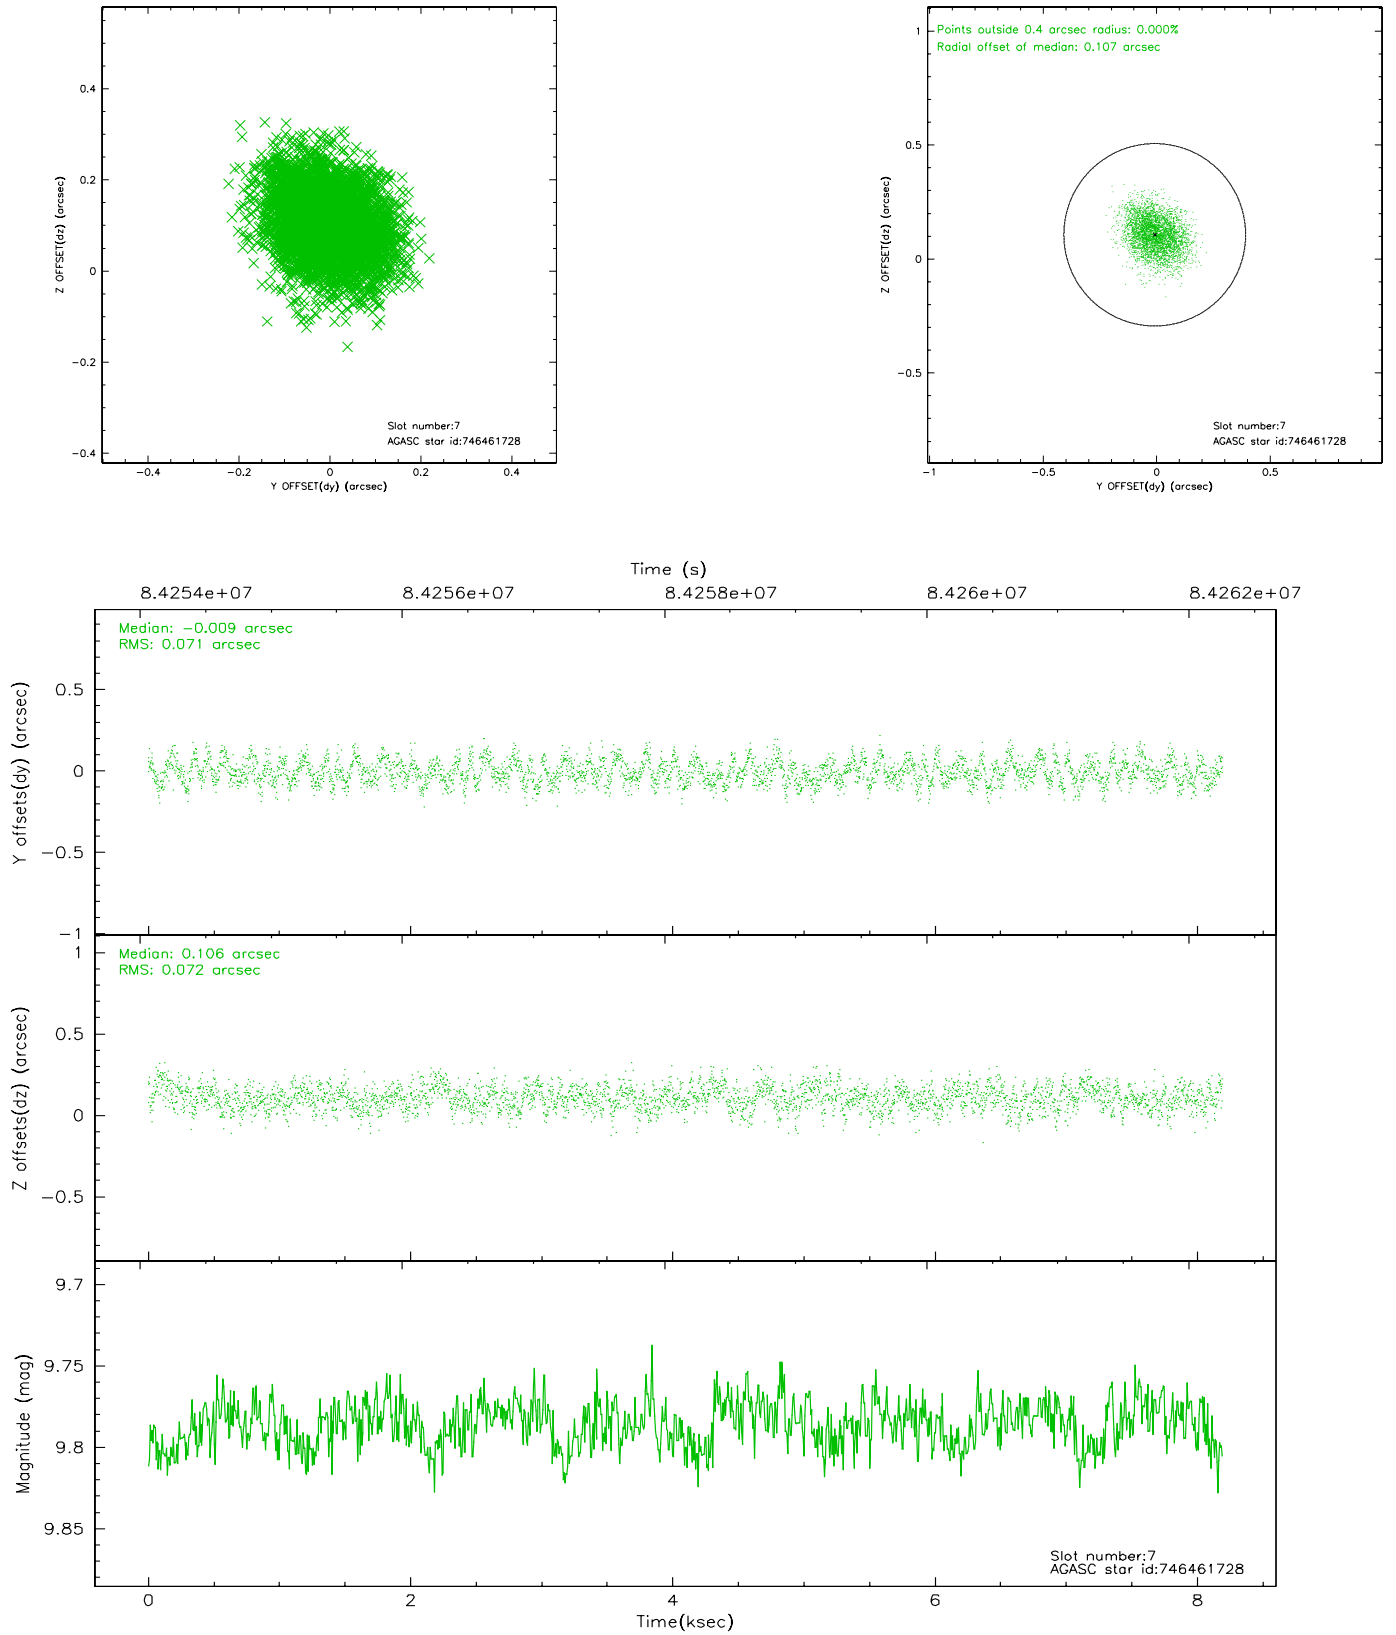 0.4
0.2
0
−0.2
−0.4
−0.4
−0.2
0
0.2
0.4
Z OFFSET(dz) (arcsec)
Y OFFSET(dy) (arcsec)
Slot number:7
AGASC star id:746461728
Points outside 0.4 arcsec radius: 0.000%
Radial offset of median: 0.107 arcsec
1
0.5
0
−0.5
−1
−0.5
0
0.5
Z OFFSET(dz) (arcsec)
Y OFFSET(dy) (arcsec)
Slot number:7
AGASC star id:746461728
Time (s)
8.4254e+07 8.4256e+07 8.4258e+07 8.426e+07 8.4262e+07
Median: −0.009 arcsec
RMS: 0.071 arcsec
0.5
0
−0.5
−1
Y offsets(dy) (arcsec)
Median: 0.106 arcsec
RMS: 0.072 arcsec
1
0.5
0
−0.5
Z offsets(dz) (arcsec)
9.7
9.75
9.8
9.85
Magnitude (mag)
Slot number:7
AGASC star id:746461728
0 2 4 6 8
Time(ksec)